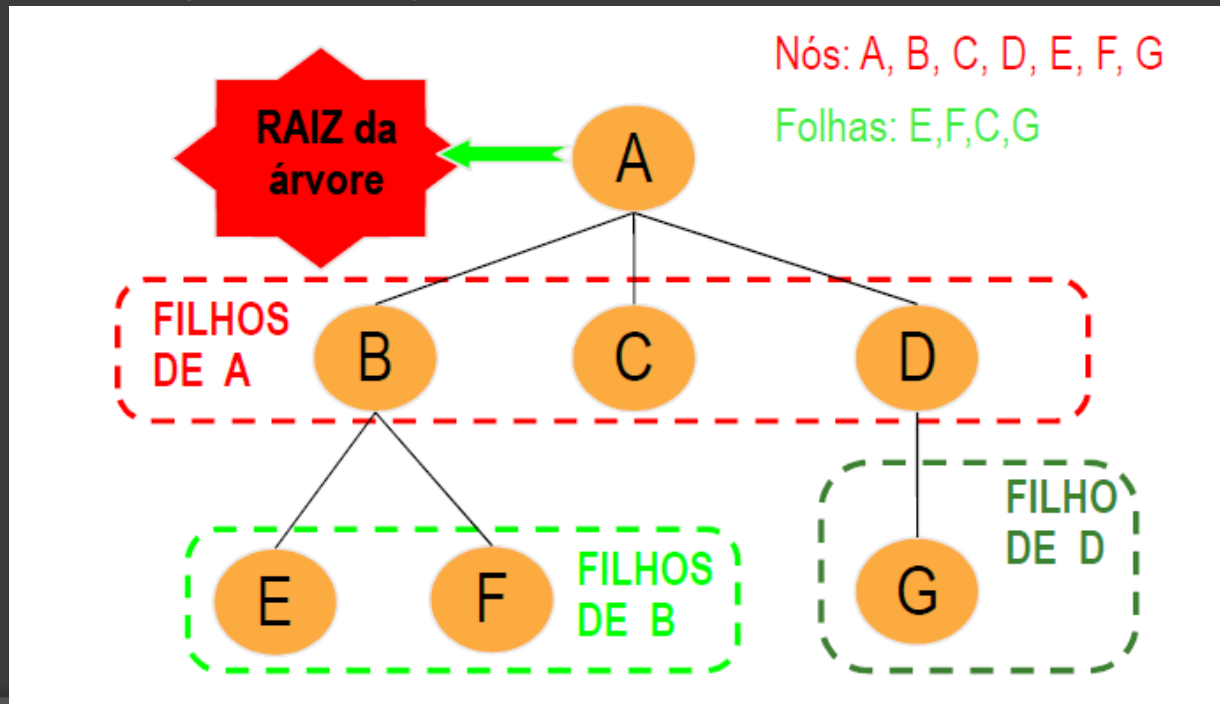 Nós: A, B, C, D, E, F, G
Folhas: E,F,C,G
RAIZ da
árvore
A
FILHOS
DE A
B
C
D
E
F
FILHOS
DE B
G
FILHO
DE D